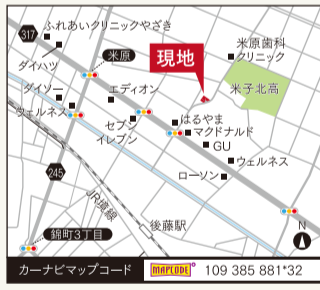 ふれあいクリニックやざき
317
ダイハツ
米原
現地
米原歯科
クリニック
米子北高
ダイソー
エディオン
ウェルネス
セブン
イレブン
はるやま
マクドナルド
GU
ウェルネス
ローソン
245
JR境線
後藤駅
錦町3丁目
N
カーナビマップコード
MAPCODE
109 385 881*32